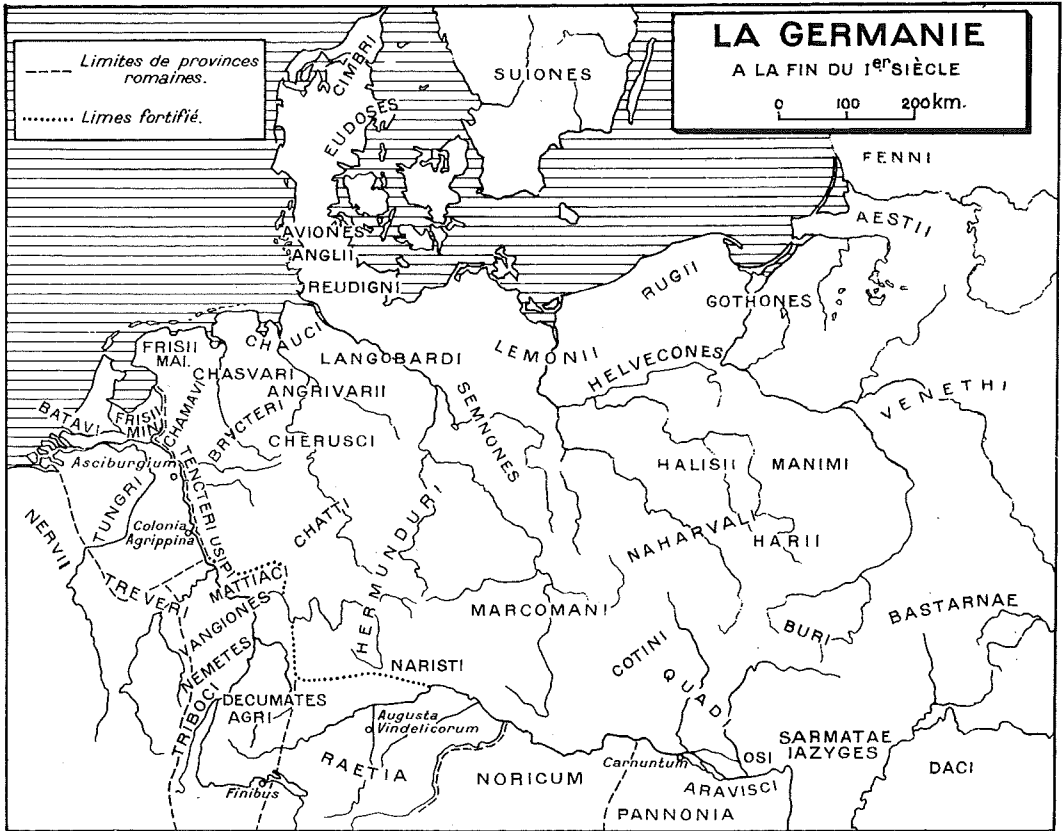 LA GERMANIE
A LA FIN DU Ier SIÈCLE
0 100 200 km.
Limites de provinces
romaines.
Limes fortifié.
CIMBRI
EUDOSES
SUIONES
FENNI
AESTII
AVIONES
ANGLII
REUDIGNI
RUGII
GOTHONES
FRISII
MAI.
CHAUCI
LANGOBARDI
LEMONII
HELVECONES
VENETHI
CHASVARI
ANGRIVARII
BATAVI
FRISII
MIN.
CHAMAVI
BRVCTERI
CHERUSCI
SEMNONES
Asciburgium
TENCTERI
USIPI
HALISII
MANIMI
NERVII
TUNGRI
Colonia
Agrippina
CHATTI
HERMUNDURI
NAHARVALI
HARII
TREVERI
MATTIACI
VANGIONES
MARCOMANI
BURI
BASTARNAE
NEMETES
NARISTI
COTINI
QUADI
TRIBOCI
DECUMATES
AGRI
Augusta
Vindelicorum
SARMATAE
IAZYGES
RAETIA
NORICUM
Carnuntum
OSI
ARAVISCI
DACI
Finibus
PANNONIA